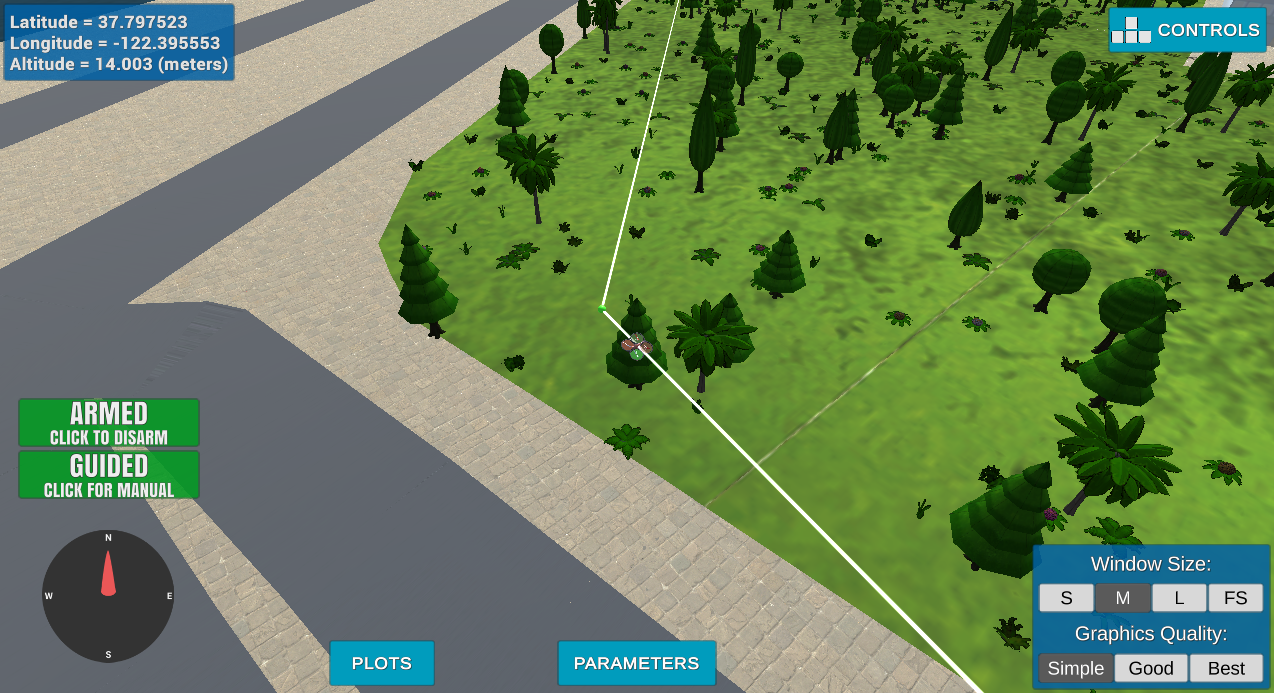 Latitude = 37.797523
Longitude = -122.395553
Altitude = 14.003 (meters)
CONTROLS
ARMED
CLICK TO DISARM
GUIDED
CLICK FOR MANUAL
N
W E
S
PLOTS
PARAMETERS
Window Size:
S M L FS
Graphics Quality:
Simple Good Best